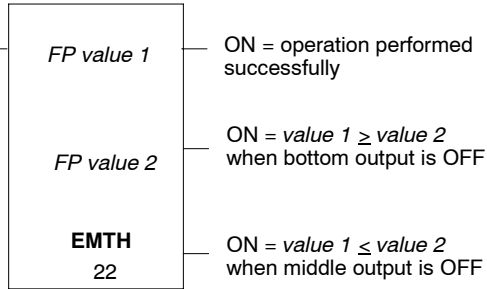 FP value 1
ON = operation performed
successfully
FP value 2
ON = value 1 ≥ value 2
when bottom output is OFF
EMTH
22
ON = value 1 ≤ value 2
when middle output is OFF